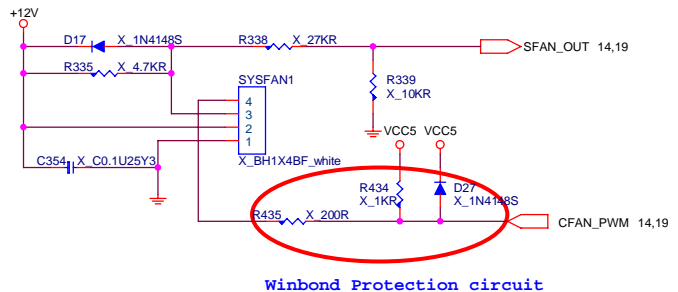 +12V
D17 X_1N4148S
R338 X_27KR
SFAN_OUT 14,19
R335 X_4.7KR
SYSFAN1
R339
X_10KR
4
3
2
1
VCC5 VCC5
C354 X_C0.1U25Y3
X_BH1X4BF_white
R434
X_1KR
D27
X_1N4148S
R435 X_200R
CFAN_PWM 14,19
Winbond Protection circuit